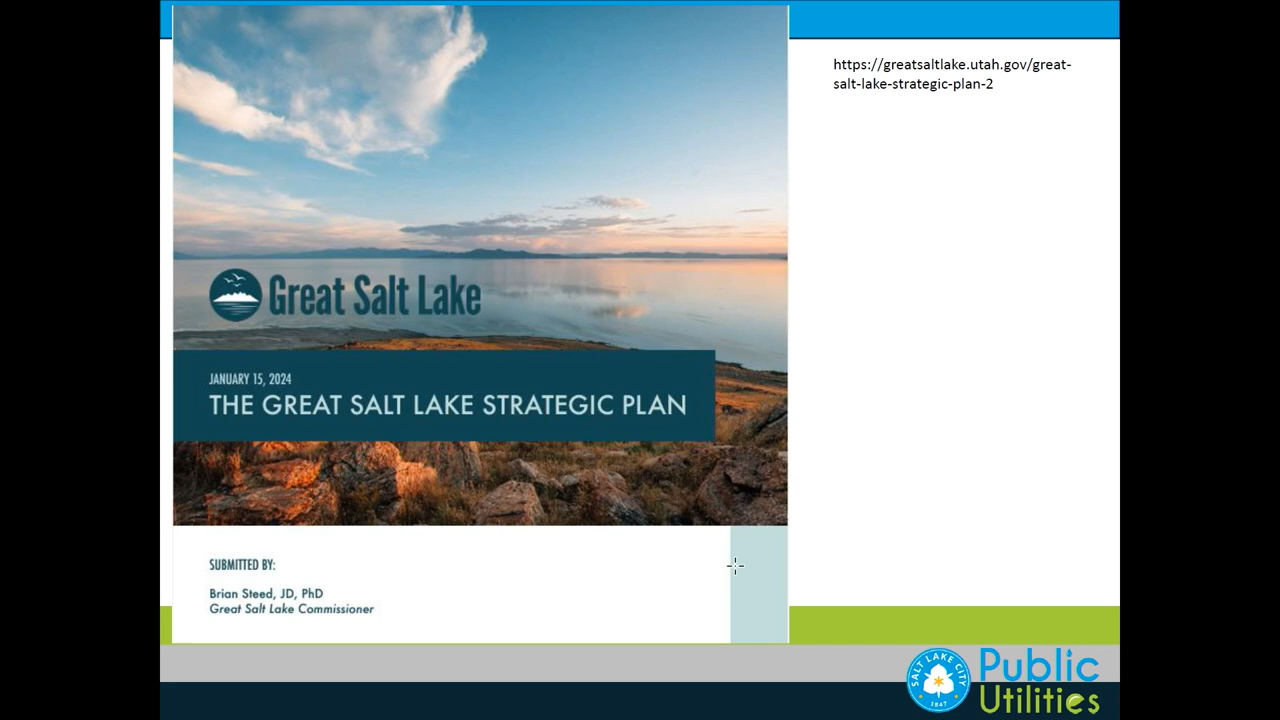 https://greatsaltlake.utah.gov/great-
salt-lake-strategic-plan-2
Great Salt Lake
JANUARY 15, 2024
THE GREAT SALT LAKE STRATEGIC PLAN
SUBMITTED BY:
Brian Steed, JD, PhD
Great Salt Lake Commissioner
SALT LAKE CITY
1847
Public
Utilities